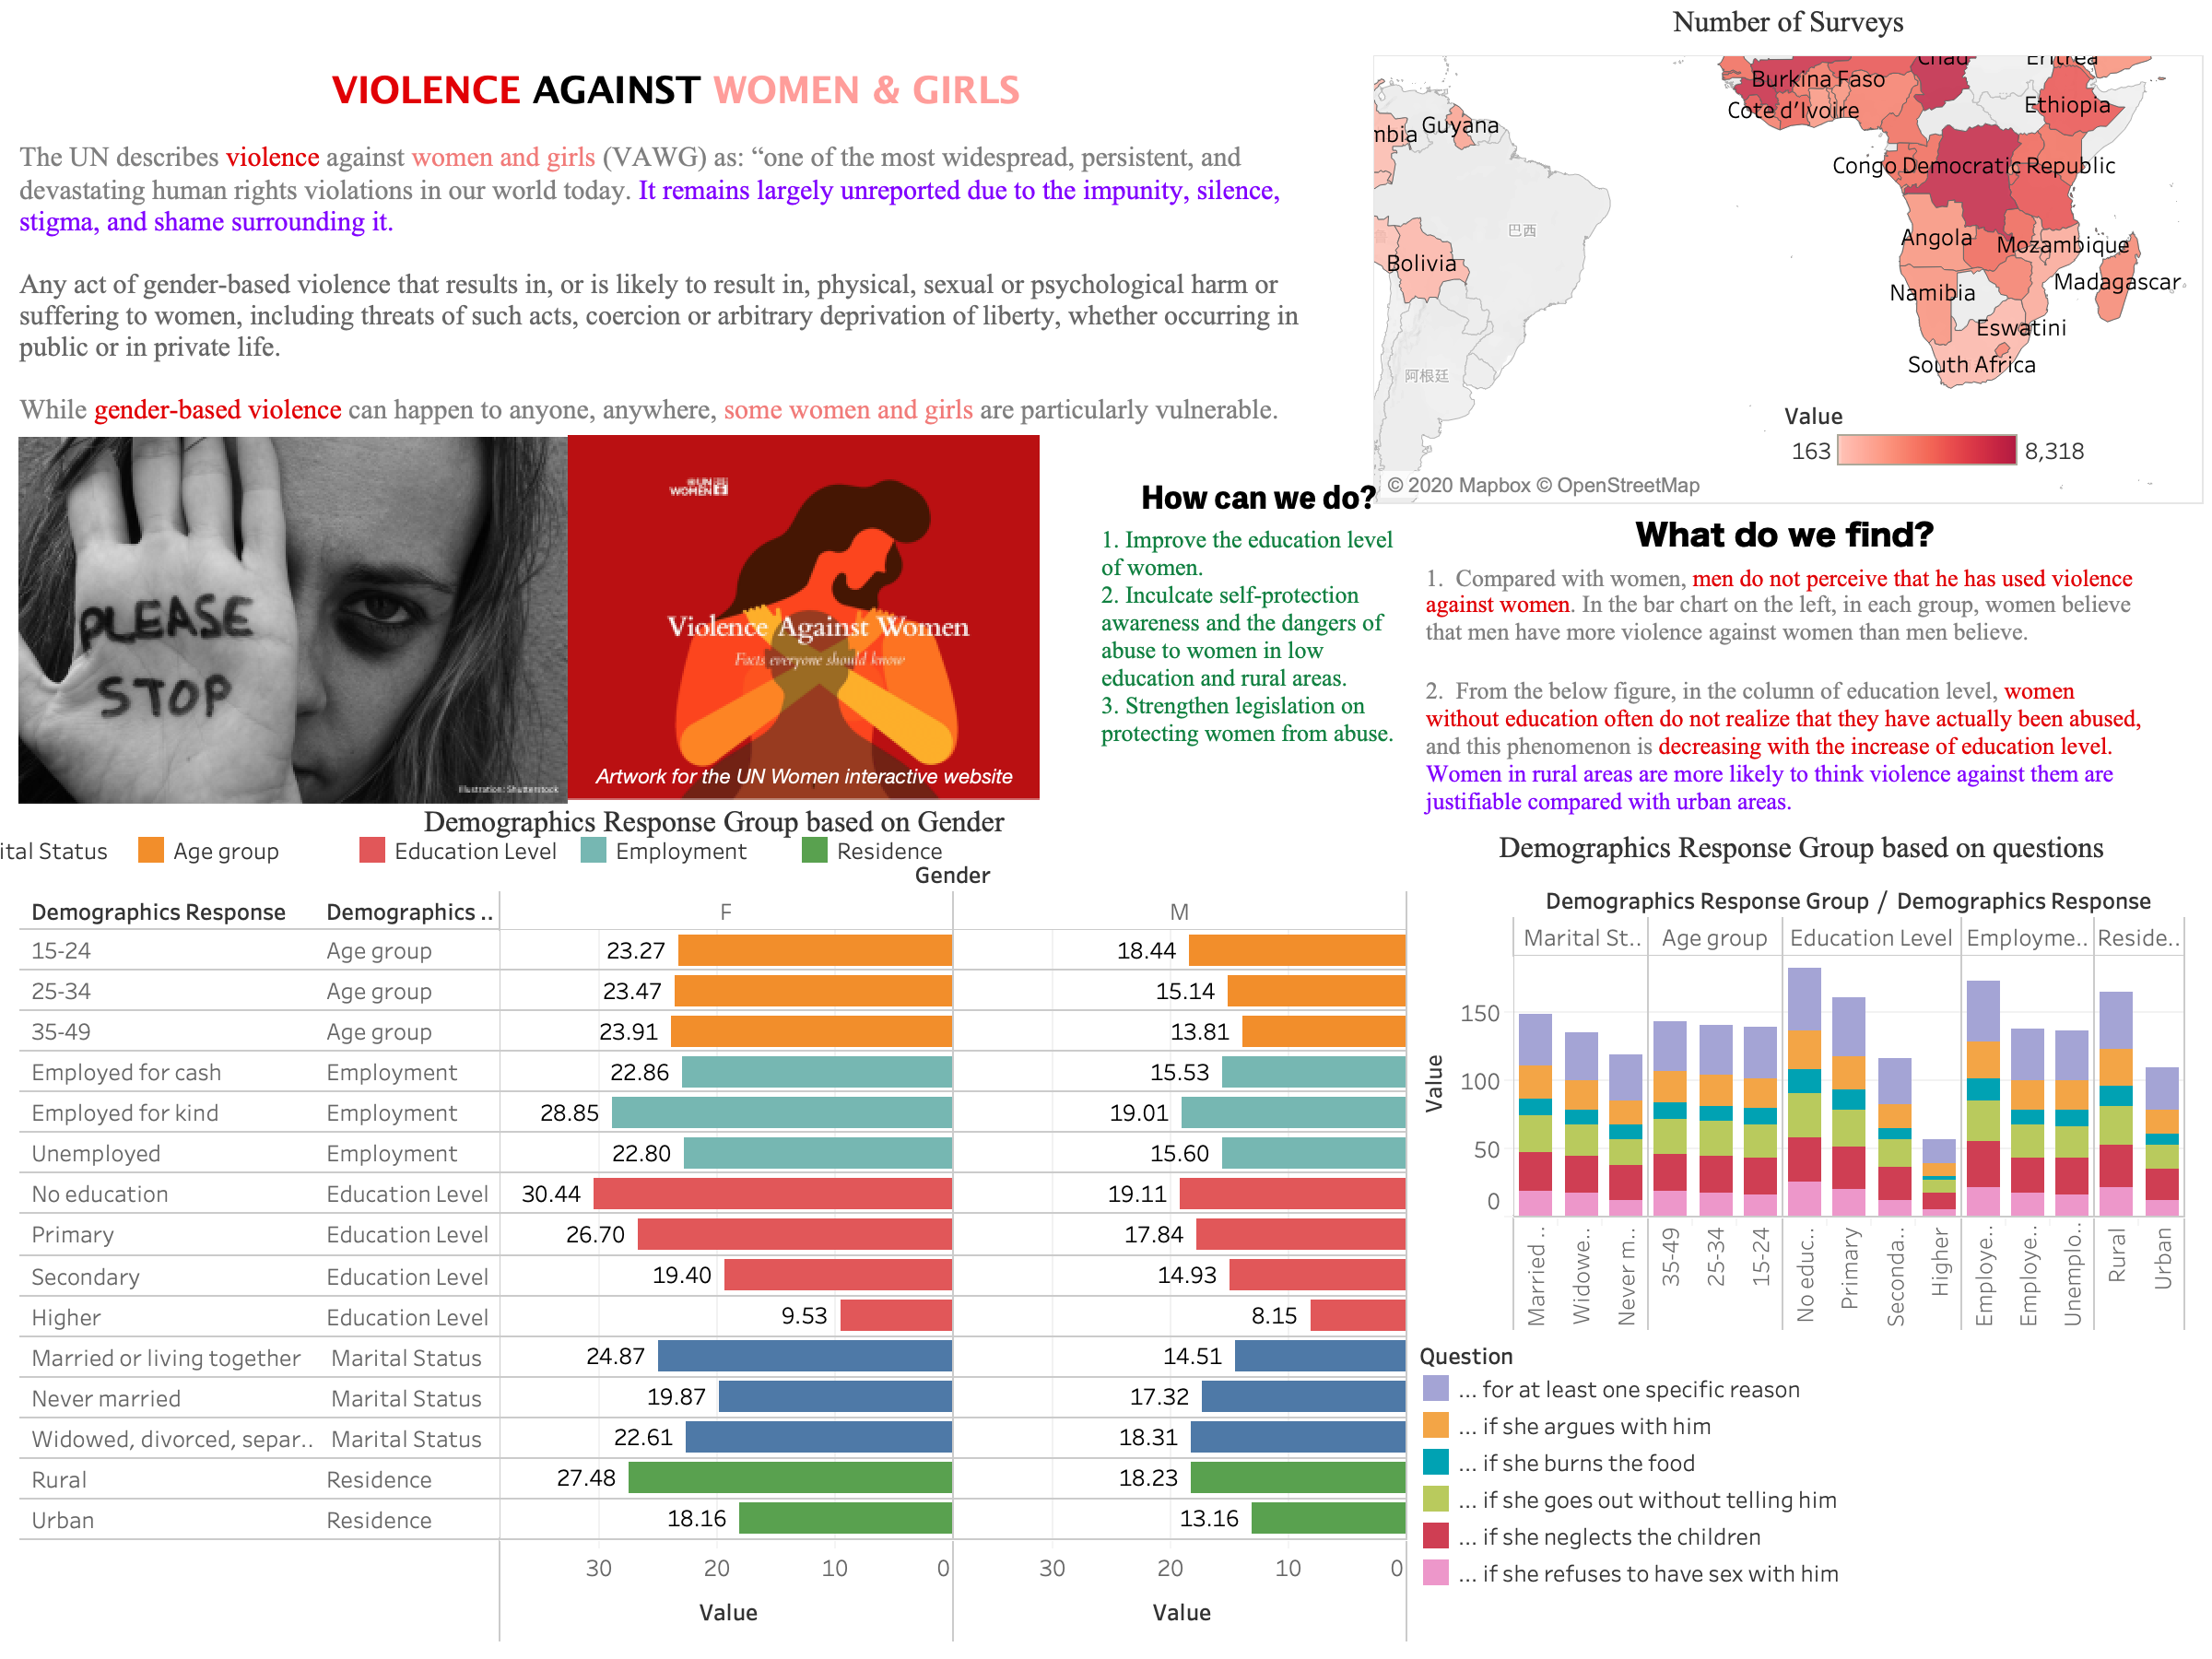 VIOLENCE AGAINST WOMEN & GIRLS
The UN describes violence against women and girls (VAWG) as: “one of the most widespread, persistent, and
devastating human rights violations in our world today. It remains largely unreported due to the impunity, silence,
stigma, and shame surrounding it.
Any act of gender-based violence that results in, or is likely to result in, physical, sexual or psychological harm or
suffering to women, including threats of such acts, coercion or arbitrary deprivation of liberty, whether occurring in
public or in private life.
While gender-based violence can happen to anyone, anywhere, some women and girls are particularly vulnerable.
Number of Surveys
Chad
Eritrea
Burkina Faso
Ethiopia
Cote d’Ivoire
mbia
Guyana
Congo Democratic Republic
巴西
Angola
Mozambique
Bolivia
Madagascar
Namibia
Eswatini
South Africa
阿根廷
Value
163
8,318
© 2020 Mapbox © OpenStreetMap
PLEASE
STOP
Illustration: Shutterstock
UN
WOMEN
Violence Against Women
Facts everyone should know
Artwork for the UN Women interactive website
How can we do?
1. Improve the education level
of women.
2. Inculcate self-protection
awareness and the dangers of
abuse to women in low
education and rural areas.
3. Strengthen legislation on
protecting women from abuse.
What do we find?
1. Compared with women, men do not perceive that he has used violence
against women. In the bar chart on the left, in each group, women believe
that men have more violence against women than men believe.
2. From the below figure, in the column of education level, women
without education often do not realize that they have actually been abused,
and this phenomenon is decreasing with the increase of education level.
Women in rural areas are more likely to think violence against them are
justifiable compared with urban areas.
Demographics Response Group based on Gender
ital Status
Age group
Education Level
Employment
Residence
Gender
Demographics Response
Demographics ..
F
M
15-24 Age group 23.27 18.44
25-34 Age group 23.47 15.14
35-49 Age group 23.91 13.81
Employed for cash Employment 22.86 15.53
Employed for kind Employment 28.85 19.01
Unemployed Employment 22.80 15.60
No education Education Level 30.44 19.11
Primary Education Level 26.70 17.84
Secondary Education Level 19.40 14.93
Higher Education Level 9.53 8.15
Married or living together Marital Status 24.87 14.51
Never married Marital Status 19.87 17.32
Widowed, divorced, separ.. Marital Status 22.61 18.31
Rural Residence 27.48 18.23
Urban Residence 18.16 13.16
30 20 10 0 30 20 10 0
Value Value
Demographics Response Group based on questions
Demographics Response Group / Demographics Response
Marital St.. Age group Education Level Employme.. Reside..
Value
150
100
50
0
Married ..
Widowe..
Never m..
35-49
25-34
15-24
No educ..
Primary
Seconda..
Higher
Employe..
Employe..
Unemplo..
Rural
Urban
Question
... for at least one specific reason
... if she argues with him
... if she burns the food
... if she goes out without telling him
... if she neglects the children
... if she refuses to have sex with him